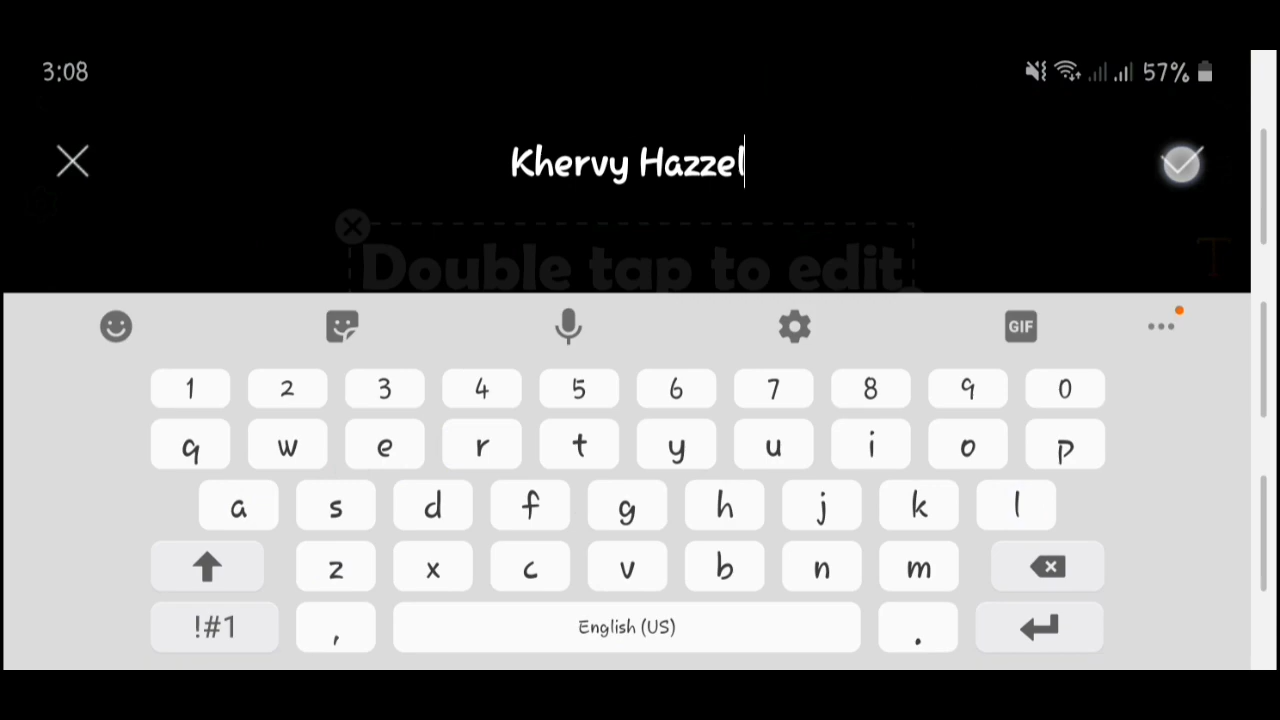 3:08
57%
Khervy Hazzel
Double tap to edit
T
GIF
1 2 3 4 5 6 7 8 9 0
q w e r t y u i o p
a s d f g h j k l
z x c v b n m
!#1 , English (US) .